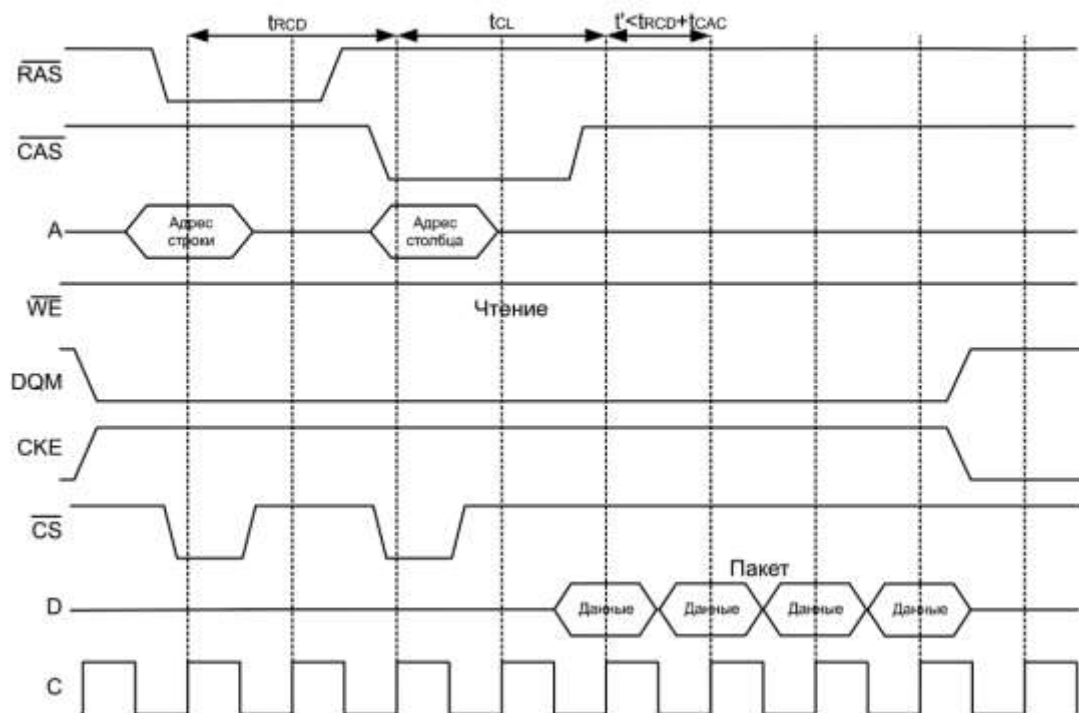 tRCD
tCL
t'<tRCD+tCAC
RAS
CAS
A
Адрес
строки
Адрес
столбца
WE
Чтение
DQM
CKE
CS
Пакет
D
Данные
Данные
Данные
Данные
C